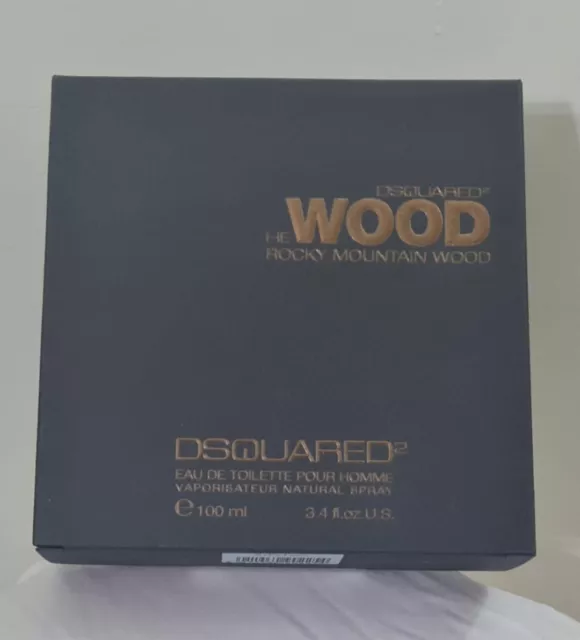 DSQUARED²
HE WOOD
ROCKY MOUNTAIN WOOD
DSQUARED²
EAU DE TOILETTE POUR HOMME
VAPORISATEUR NATURAL SPRAY
℮ 100 ml 3.4 fl.oz.U.S.